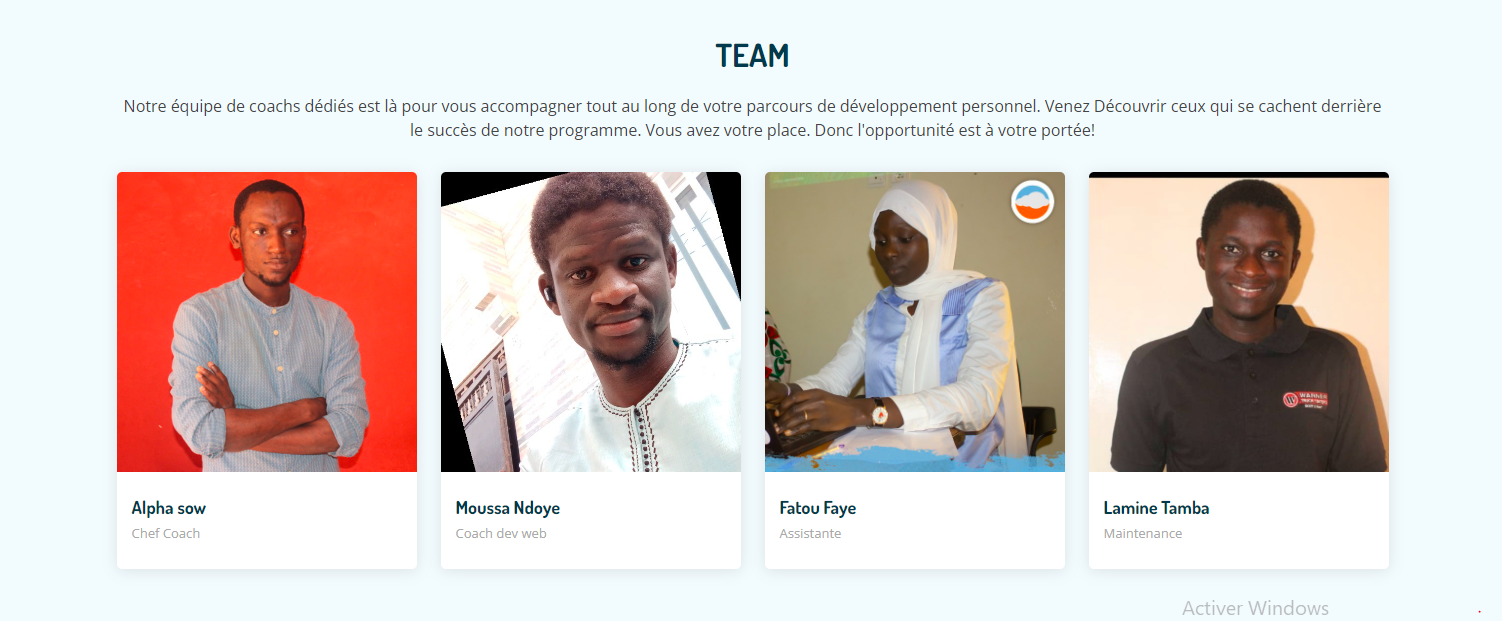 TEAM
Notre équipe de coachs dédiés est là pour vous accompagner tout au long de votre parcours de développement personnel. Venez Découvrir ceux qui se cachent derrière
le succès de notre programme. Vous avez votre place. Donc l'opportunité est à votre portée!
Alpha sow
Chef Coach
Moussa Ndoye
Coach dev web
Fatou Faye
Assistante
Lamine Tamba
Maintenance
Activer Windows